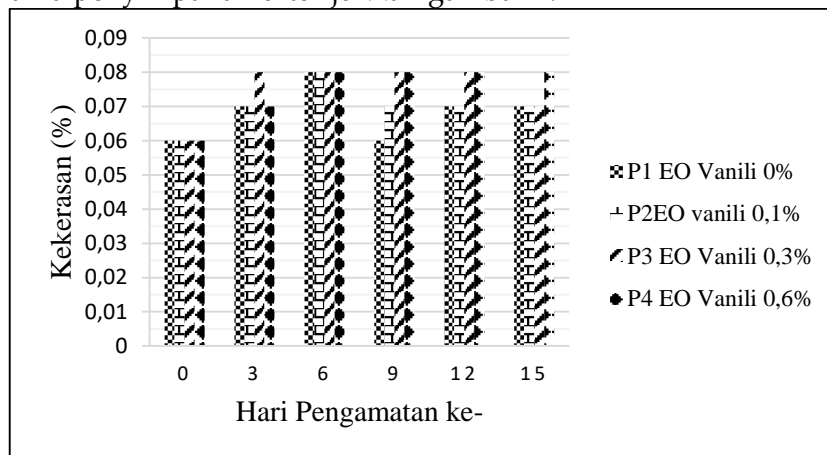 0,09
0,08
0,07
0,06
0,05
0,04
0,03
0,02
0,01
0
Kekerasan (%)
0 3 6 9 12 15
Hari Pengamatan ke-
P1 EO Vanili 0%
P2EO vanili 0,1%
P3 EO Vanili 0,3%
P4 EO Vanili 0,6%